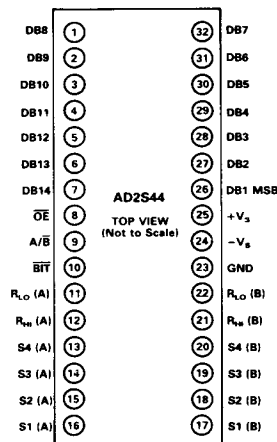 DB8 1 32 DB7
DB9 2 31 DB6
DB10 3 30 DB5
DB11 4 29 DB4
DB12 5 28 DB3
DB13 6 27 DB2
DB14 7 26 DB1 MSB
AD2S44
TOP VIEW
(Not to Scale)
OE 8 25 +Vs
A/B 9 24 −Vs
BIT 10 23 GND
RLO (A) 11 22 RLO (B)
RHI (A) 12 21 RHI (B)
S4 (A) 13 20 S4 (B)
S3 (A) 14 19 S3 (B)
S2 (A) 15 18 S2 (B)
S1 (A) 16 17 S1 (B)